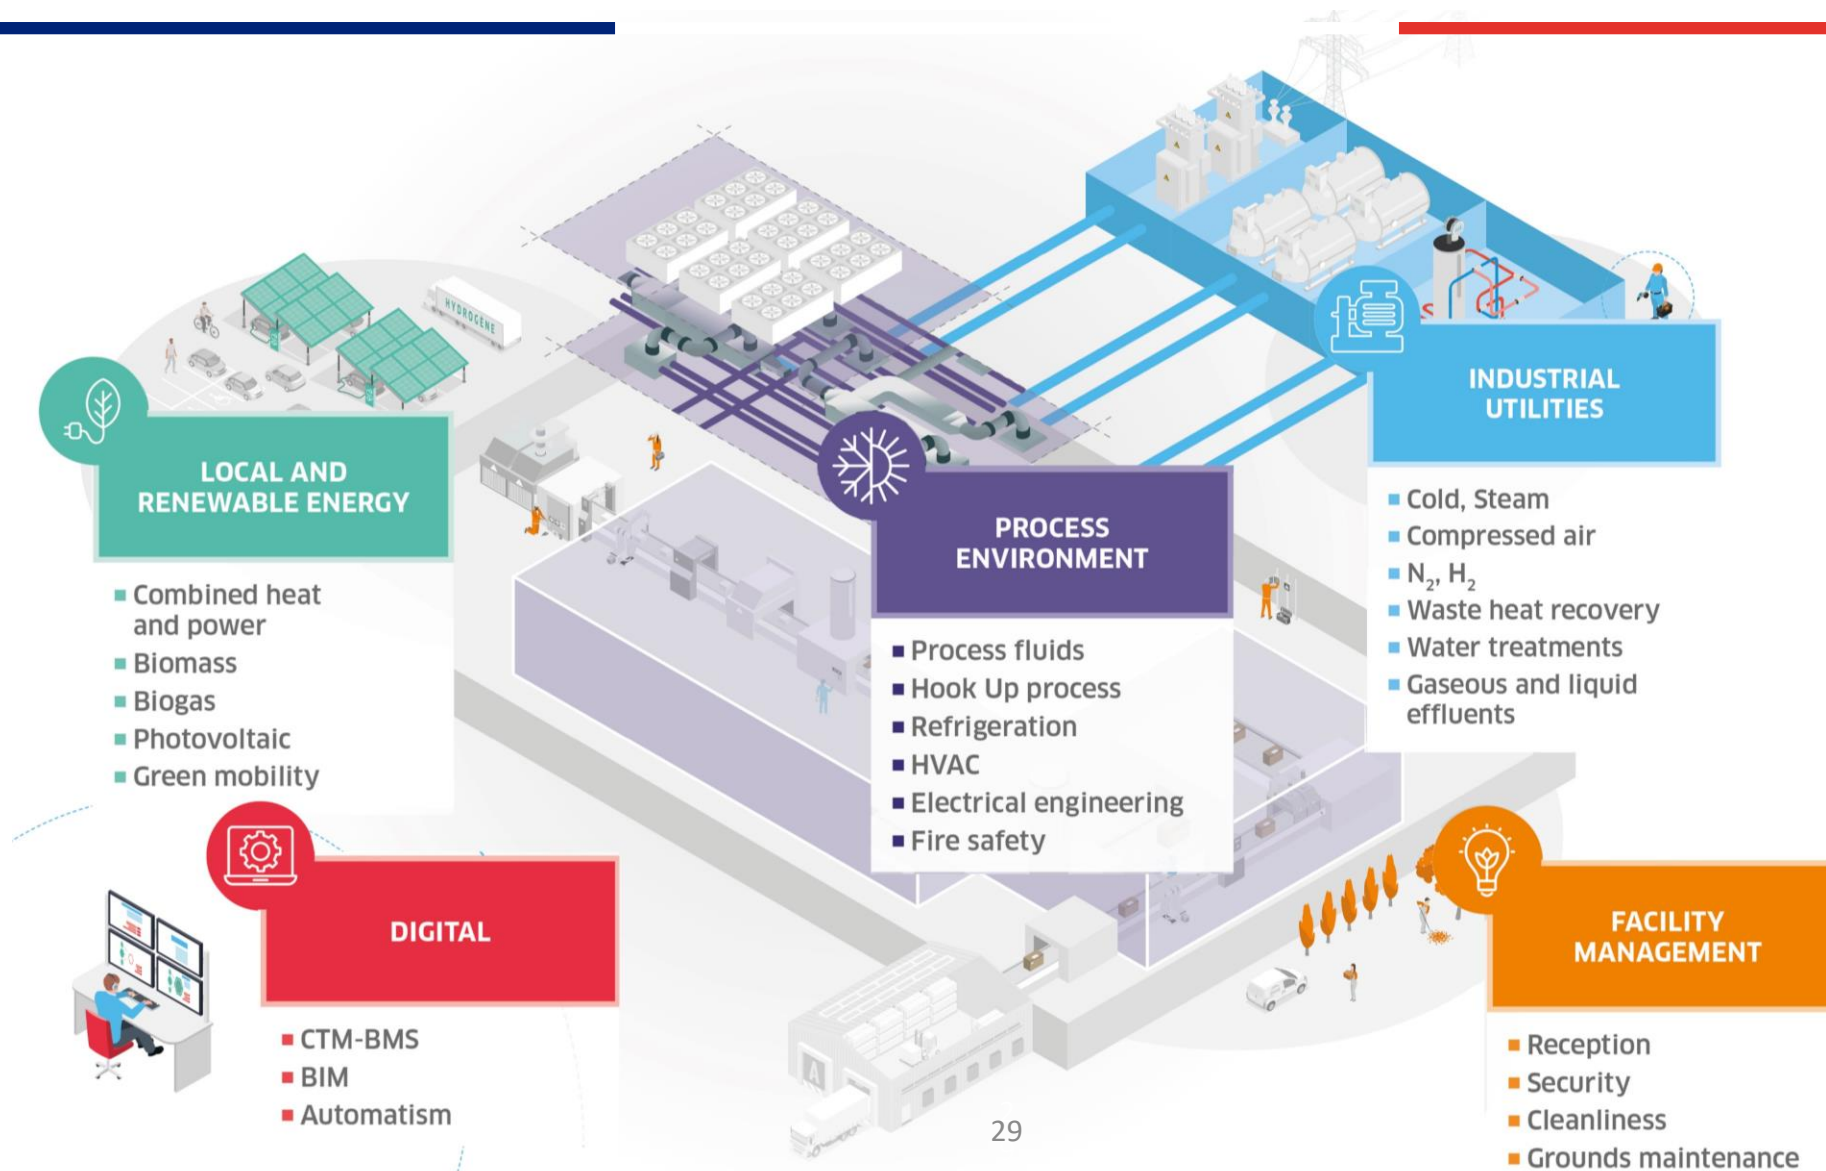 HYDROGENE
LOCAL AND
RENEWABLE ENERGY
Combined heat
and power
Biomass
Biogas
Photovoltaic
Green mobility
PROCESS
ENVIRONMENT
Process fluids
Hook Up process
Refrigeration
HVAC
Electrical engineering
Fire safety
INDUSTRIAL
UTILITIES
Cold, Steam
Compressed air
N₂, H₂
Waste heat recovery
Water treatments
Gaseous and liquid
effluents
DIGITAL
CTM-BMS
BIM
Automatism
FACILITY
MANAGEMENT
Reception
Security
Cleanliness
Grounds maintenance
A
29